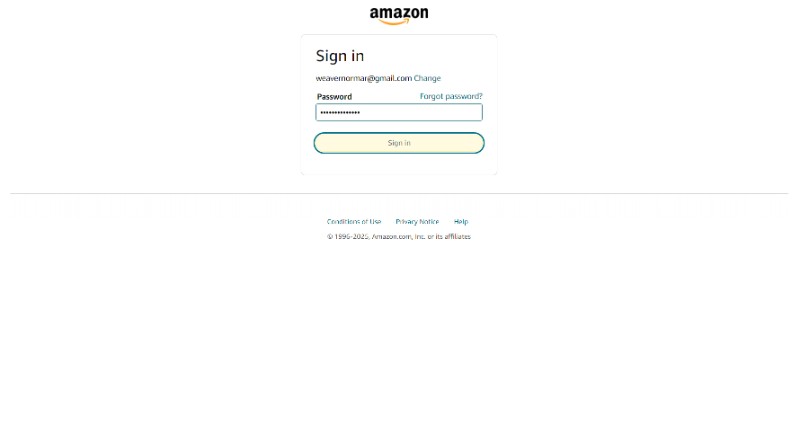 amazon
Sign in
weavernormar@gmail.com Change
Password Forgot password?
••••••••••••••
Sign in
Conditions of Use Privacy Notice Help
© 1996-2025, Amazon.com, Inc. or its affiliates